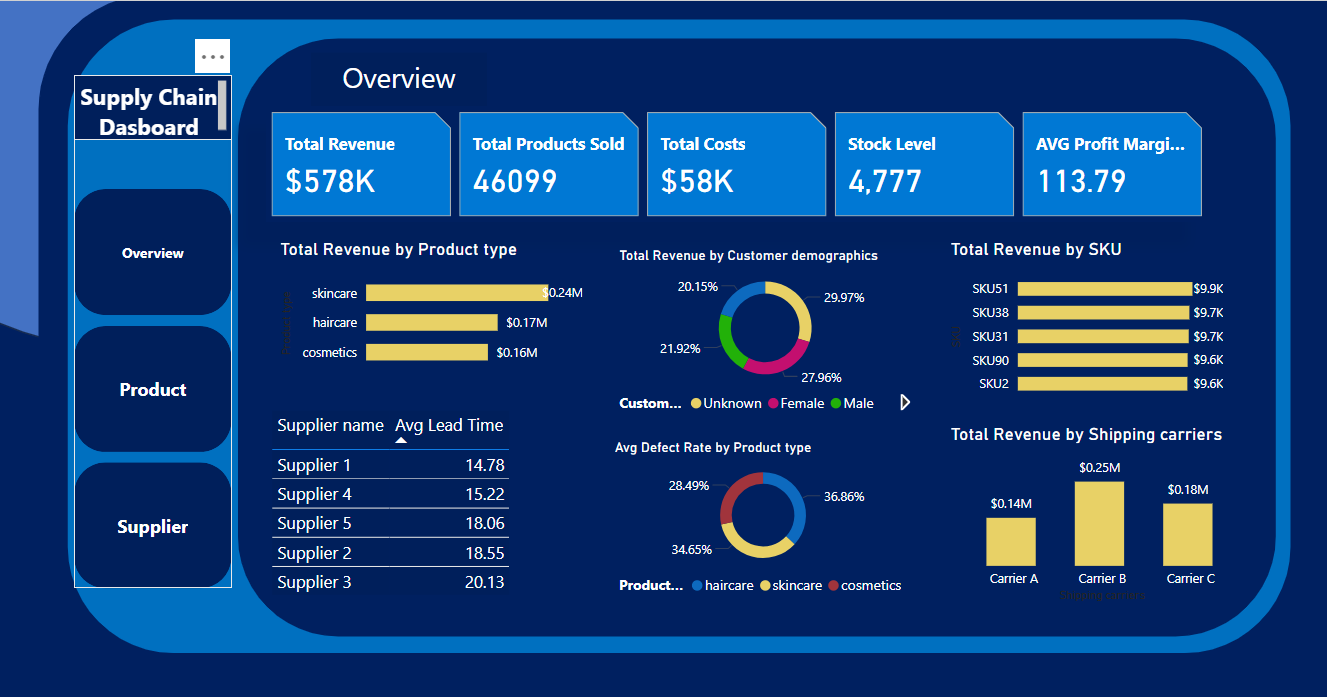 ...
Supply Chain
Dasboard
Overview
Product
Supplier
Overview
Total Revenue
$578K
Total Products Sold
46099
Total Costs
$58K
Stock Level
4,777
AVG Profit Margi...
113.79
Total Revenue by Product type
Product type
skincare $0.24M
haircare $0.17M
cosmetics $0.16M
Supplier name Avg Lead Time
Supplier 1 14.78
Supplier 4 15.22
Supplier 5 18.06
Supplier 2 18.55
Supplier 3 20.13
Total Revenue by Customer demographics
20.15%
29.97%
21.92%
27.96%
Custom... Unknown Female Male
Avg Defect Rate by Product type
28.49%
36.86%
34.65%
Product... haircare skincare cosmetics
Total Revenue by SKU
SKU
SKU51 $9.9K
SKU38 $9.7K
SKU31 $9.7K
SKU90 $9.6K
SKU2 $9.6K
Total Revenue by Shipping carriers
$0.14M
$0.25M
$0.18M
Carrier A Carrier B Carrier C
Shipping carriers